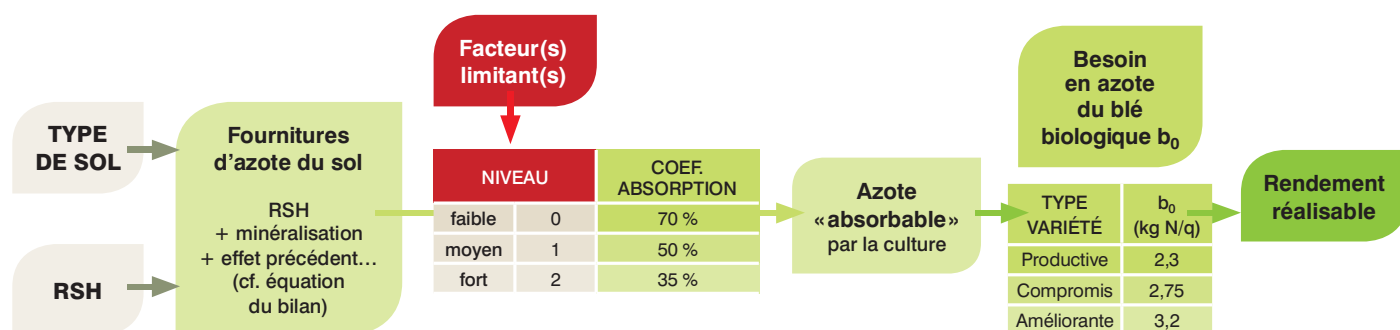 TYPE
DE SOL
RSH
Fournitures
d'azote du sol
RSH
+ minéralisation
+ effet précédent…
(cf. équation
du bilan)
Facteur(s)
limitant(s)
NIVEAU
COEF.
ABSORPTION
faible 0 70 %
moyen 1 50 %
fort 2 35 %
Azote
«absorbable»
par la culture
Besoin
en azote
du blé
biologique b₀
TYPE
VARIÉTÉ
b₀
(kg N/q)
Productive 2,3
Compromis 2,75
Améliorante 3,2
Rendement
réalisable